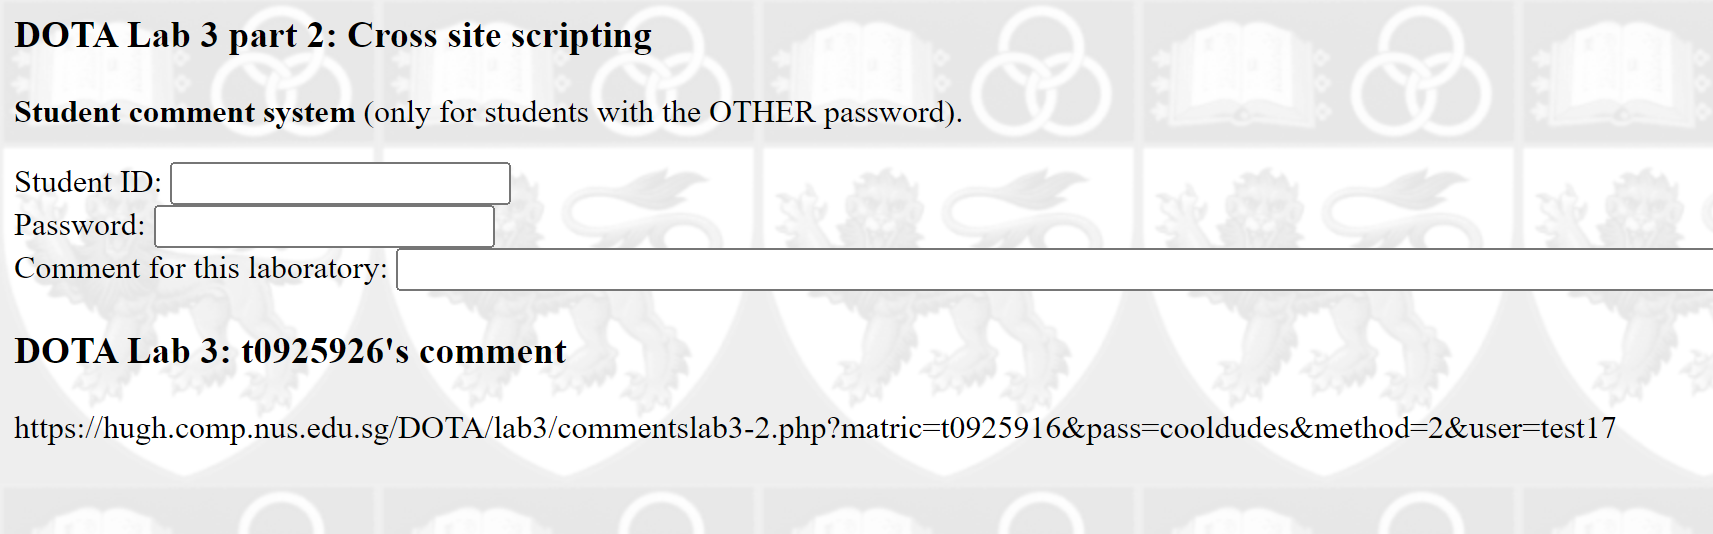 DOTA Lab 3 part 2: Cross site scripting
Student comment system (only for students with the OTHER password).
Student ID:
Password:
Comment for this laboratory:
DOTA Lab 3: t0925926's comment
https://hugh.comp.nus.edu.sg/DOTA/lab3/commentslab3-2.php?matric=t0925916&pass=cooldudes&method=2&user=test17